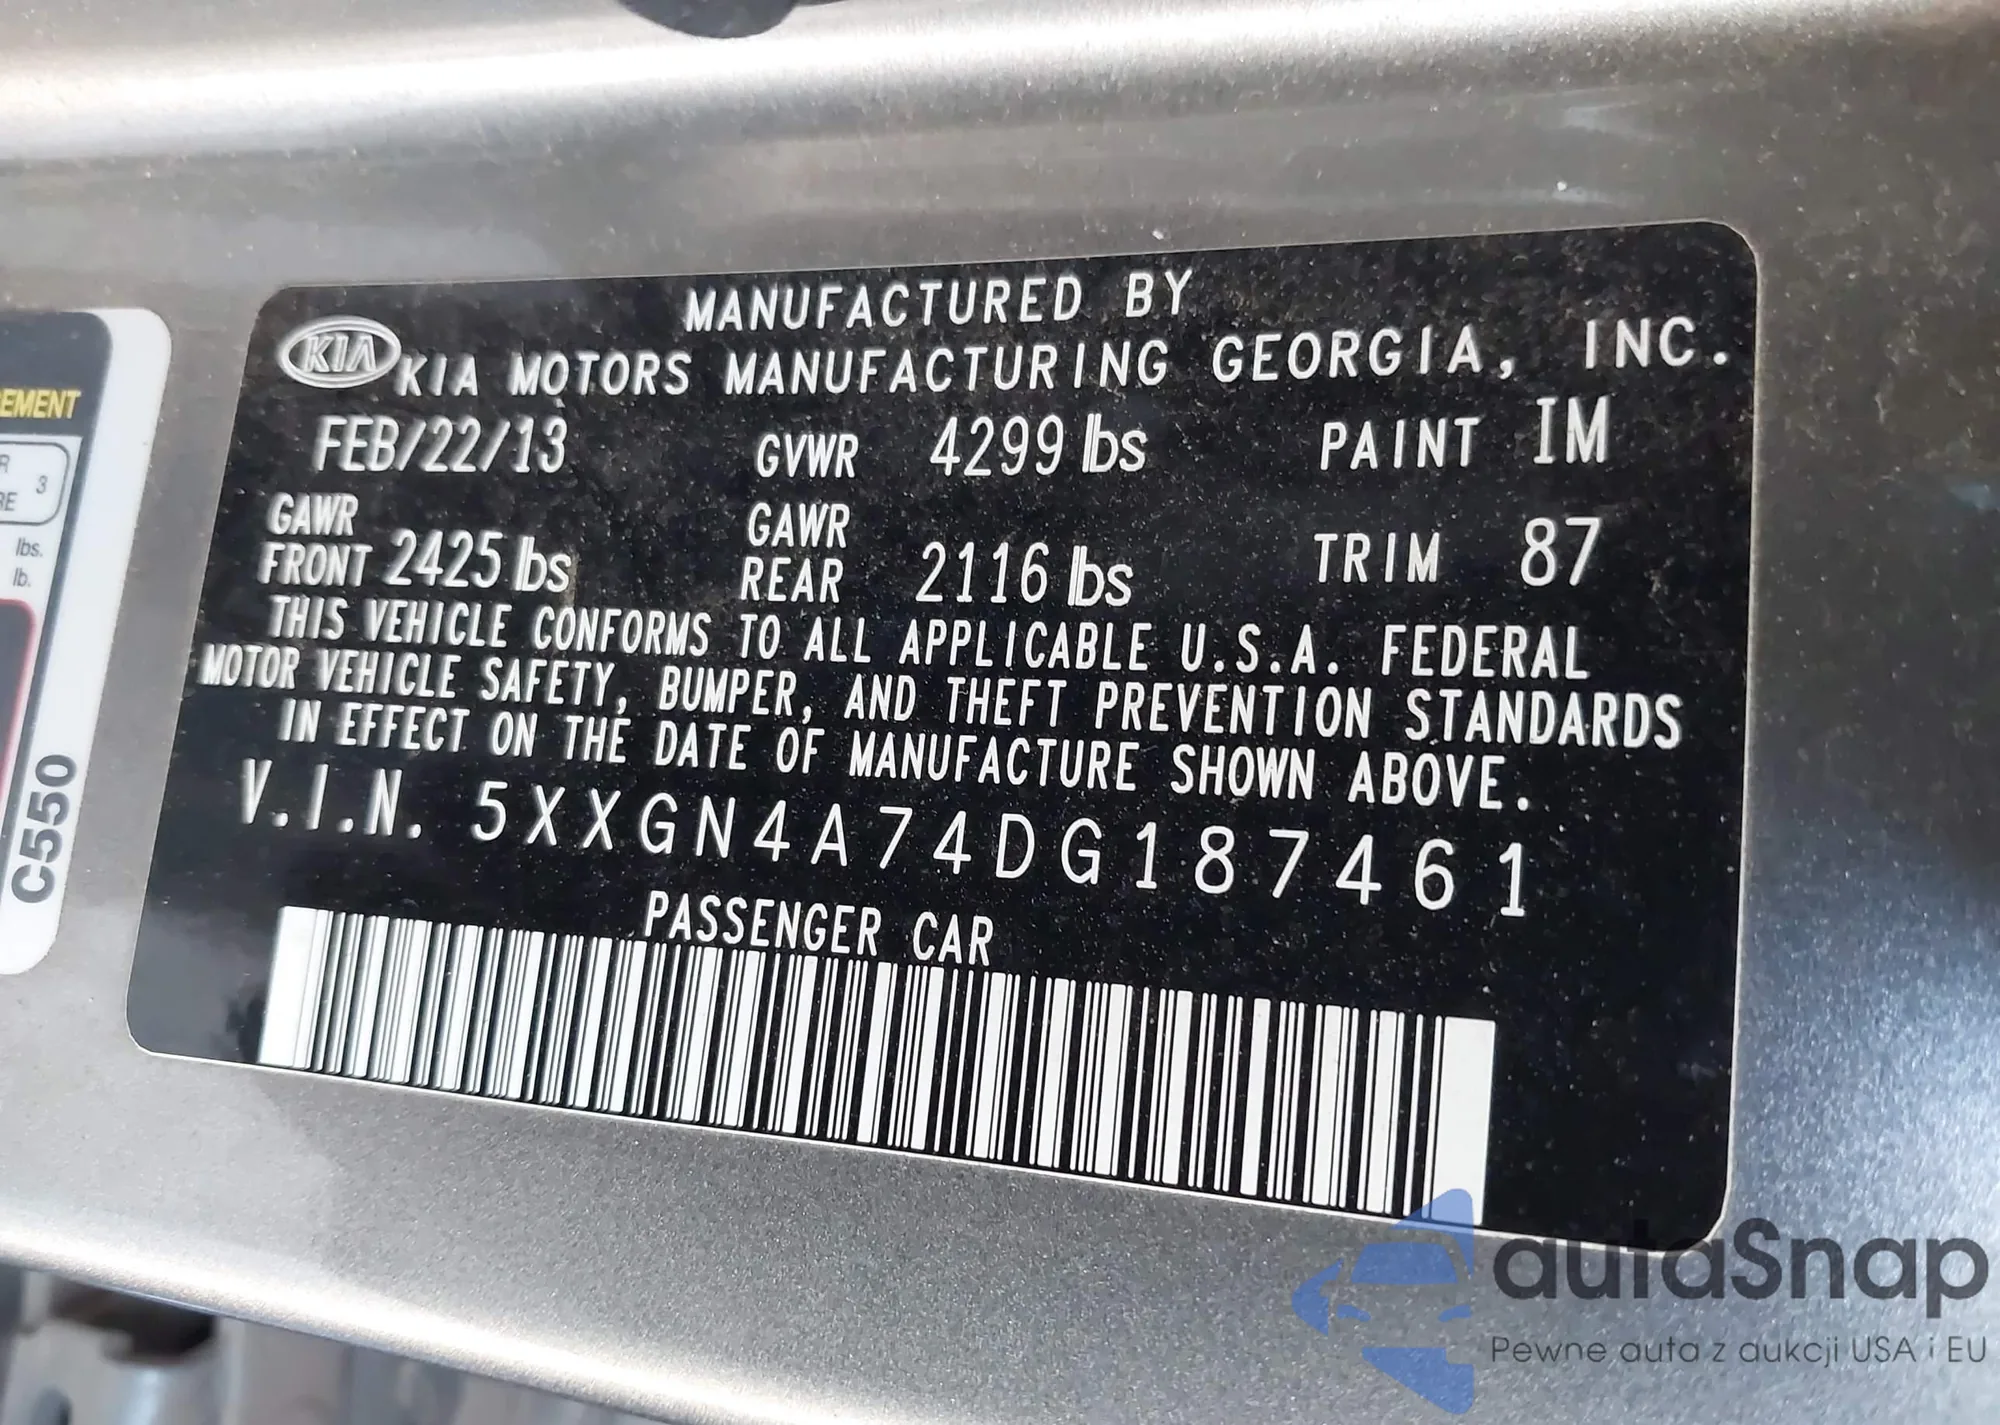 EMENT
R
3
RE
lbs.
lb.
C550
MANUFACTURED BY
KIA KIA MOTORS MANUFACTURING GEORGIA, INC.
FEB/22/13 GVWR 4299 lbs PAINT IM
GAWR FRONT 2425 lbs GAWR REAR 2116 lbs TRIM 87
THIS VEHICLE CONFORMS TO ALL APPLICABLE U.S.A. FEDERAL
MOTOR VEHICLE SAFETY, BUMPER, AND THEFT PREVENTION STANDARDS
IN EFFECT ON THE DATE OF MANUFACTURE SHOWN ABOVE.
V.I.N. 5XXGN4A74DG187461
PASSENGER CAR
autaSnap
Pewne auta z aukcji USA i EU